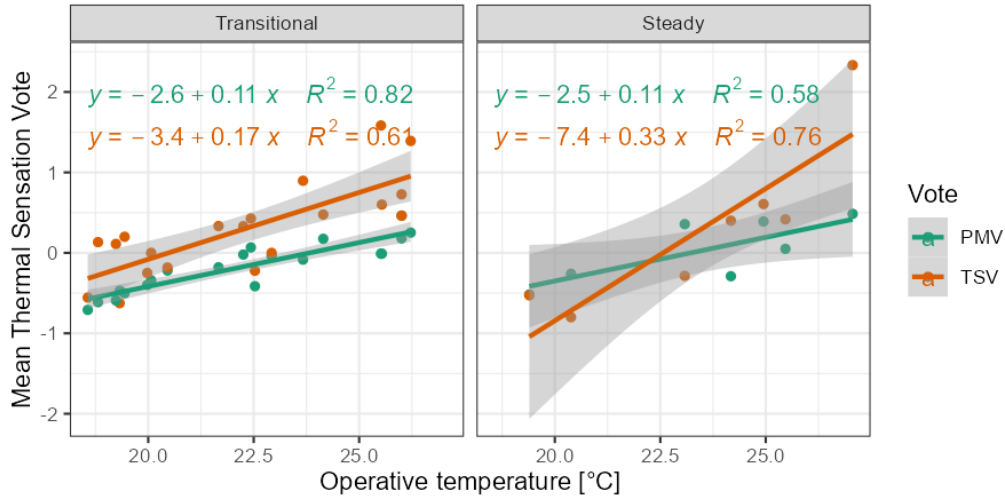 Transitional
Steady
y = − 2.6 + 0.11 x R² = 0.82
y = − 3.4 + 0.17 x R² = 0.61
y = −2.5 + 0.11 x R² = 0.58
y = −7.4 + 0.33 x R² = 0.76
Mean Thermal Sensation Vote
2
1
0
-1
-2
20.0
22.5
25.0
20.0
22.5
25.0
Operative temperature [°C]
Vote
a PMV
a TSV